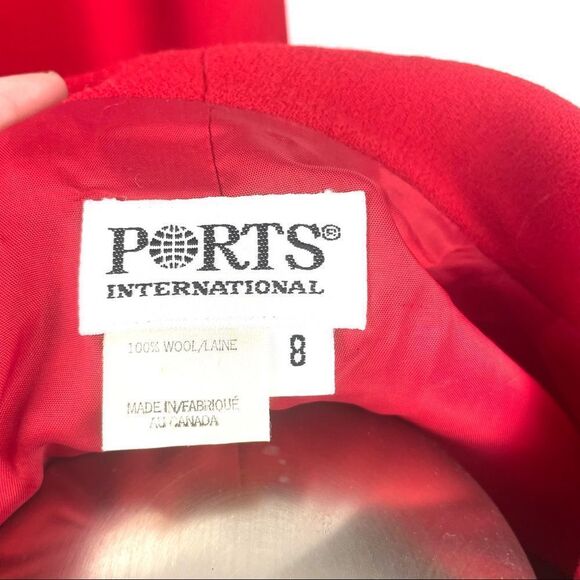 PORTS®
INTERNATIONAL
100% WOOL/LAINE
8
MADE IN/FABRIQUÉ
AU CANADA